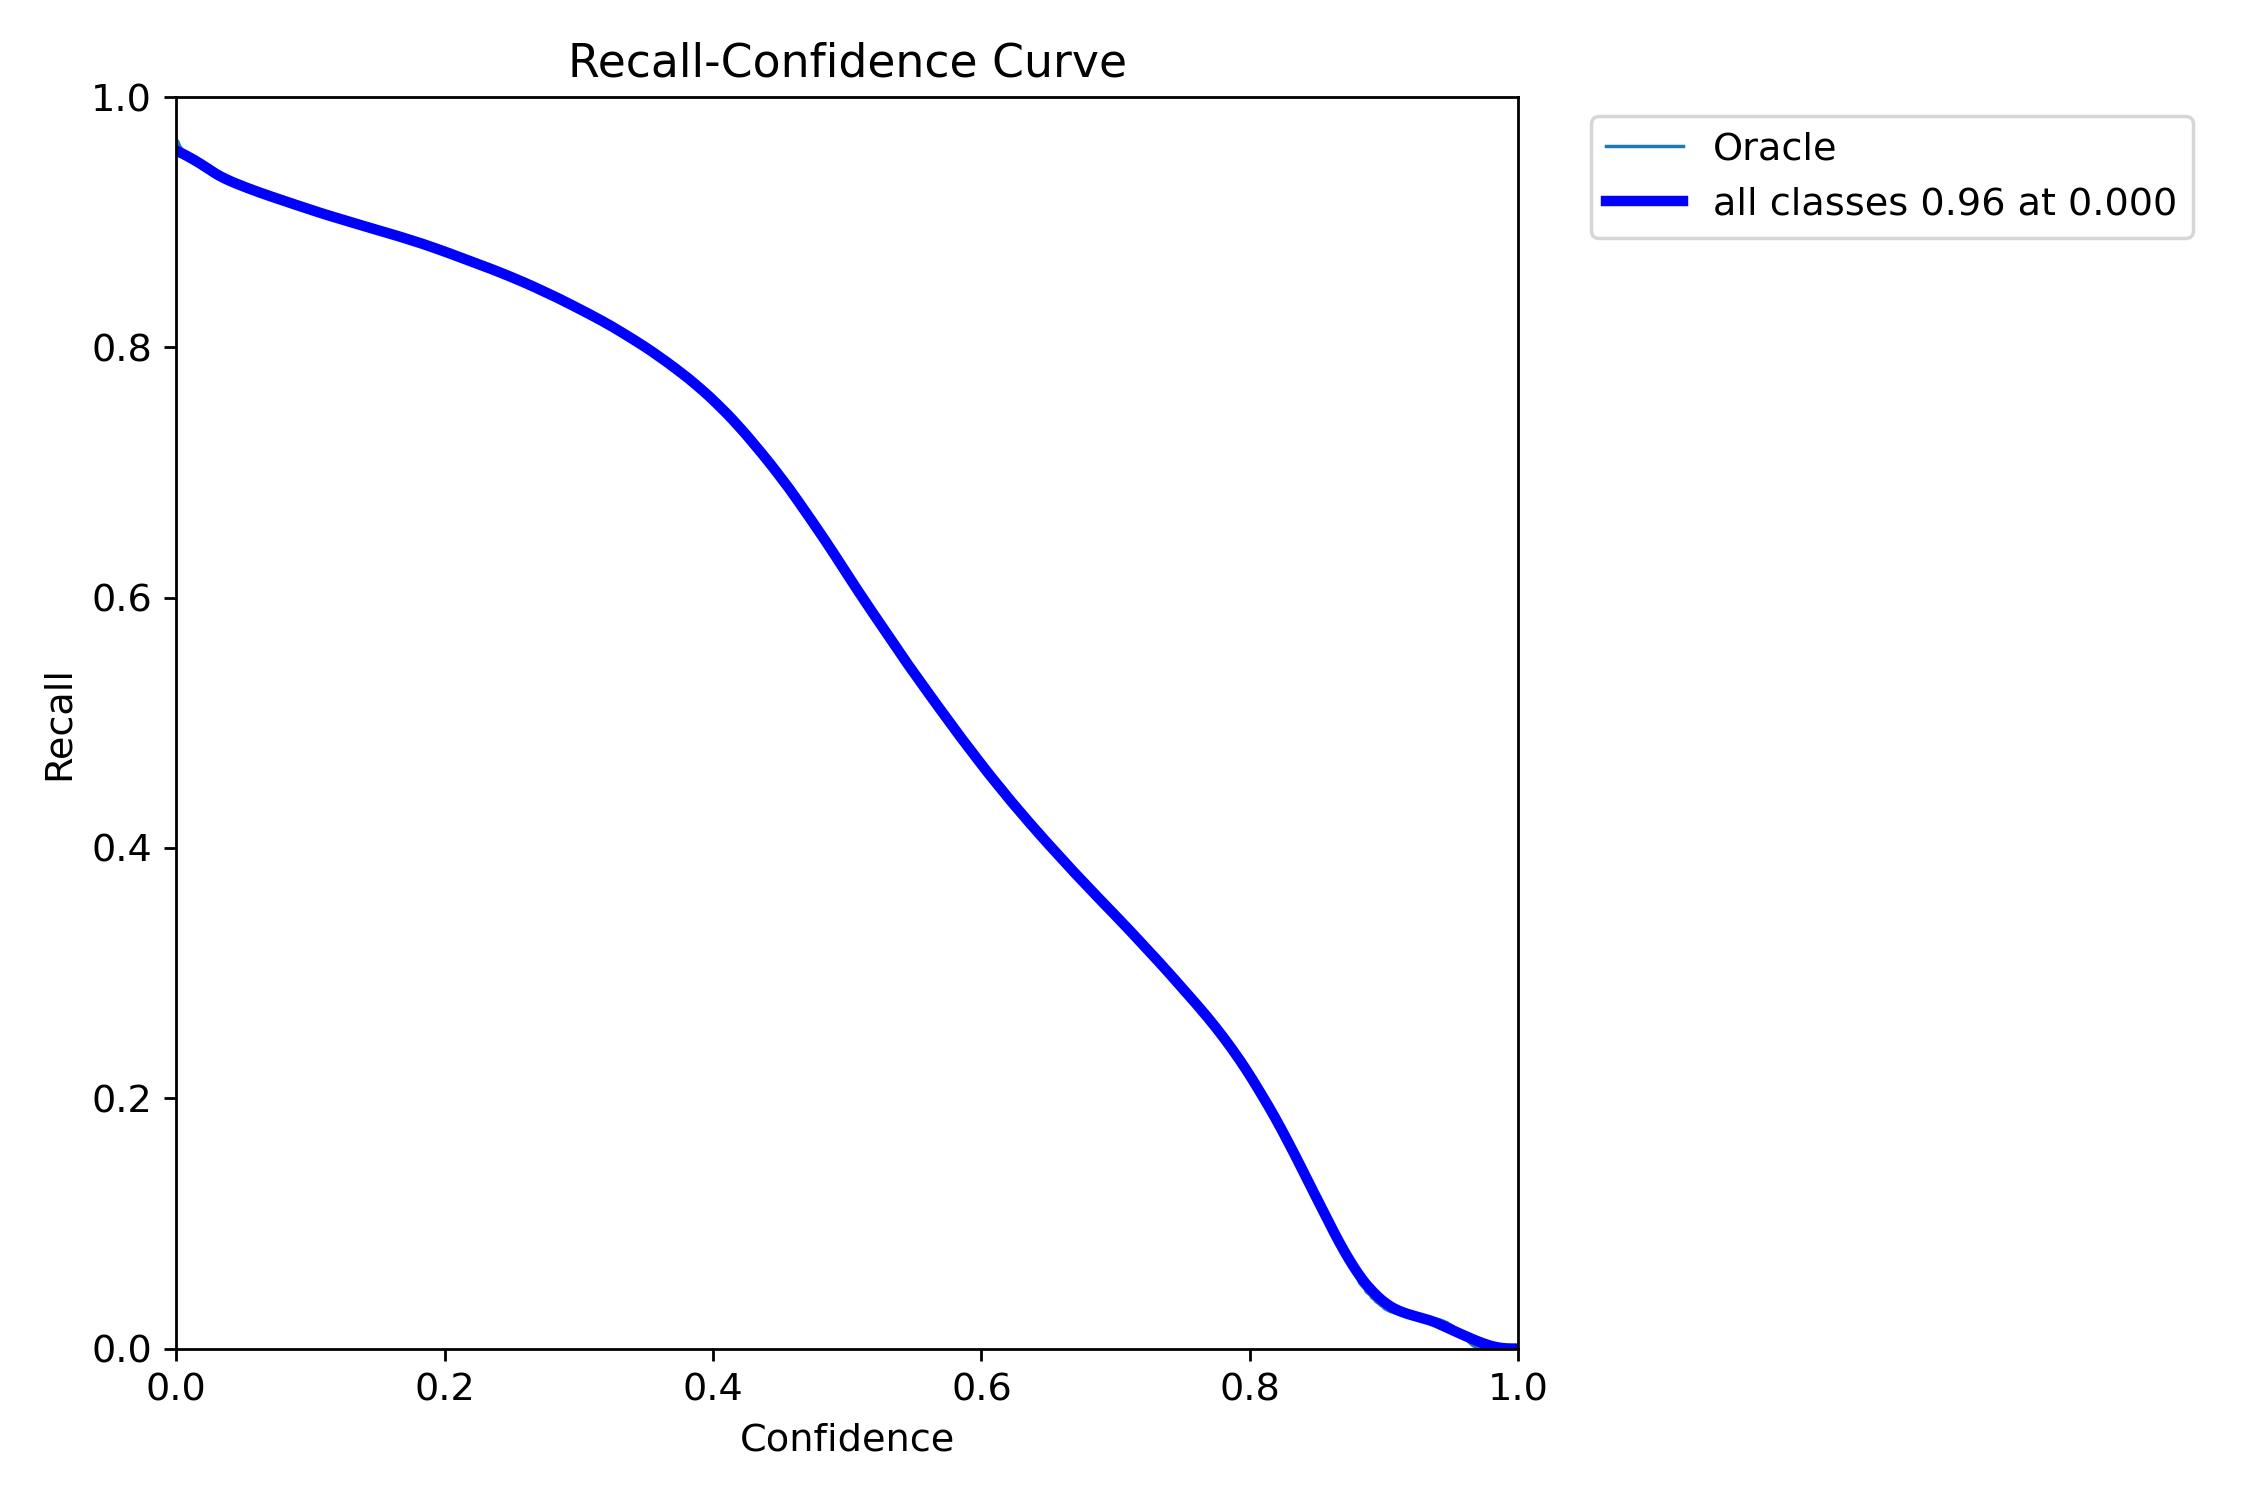 Recall-Confidence Curve
1.0
0.8
0.6
0.4
0.2
0.0
Recall
0.0 0.2 0.4 0.6 0.8 1.0
Confidence
Oracle
all classes 0.96 at 0.000